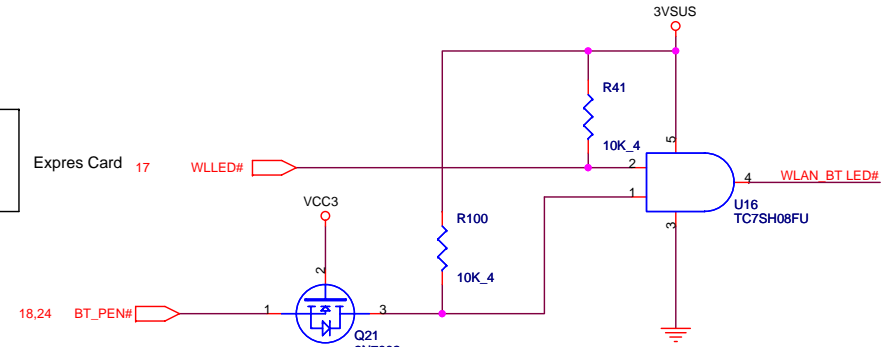 3VSUS
R41
10K_4
5
Expres Card
17
WLLED#
2
1
4
WLAN_BT LED#
U16
TC7SH08FU
3
VCC3
R100
10K_4
2
18,24
BT_PEN#
1
3
Q21